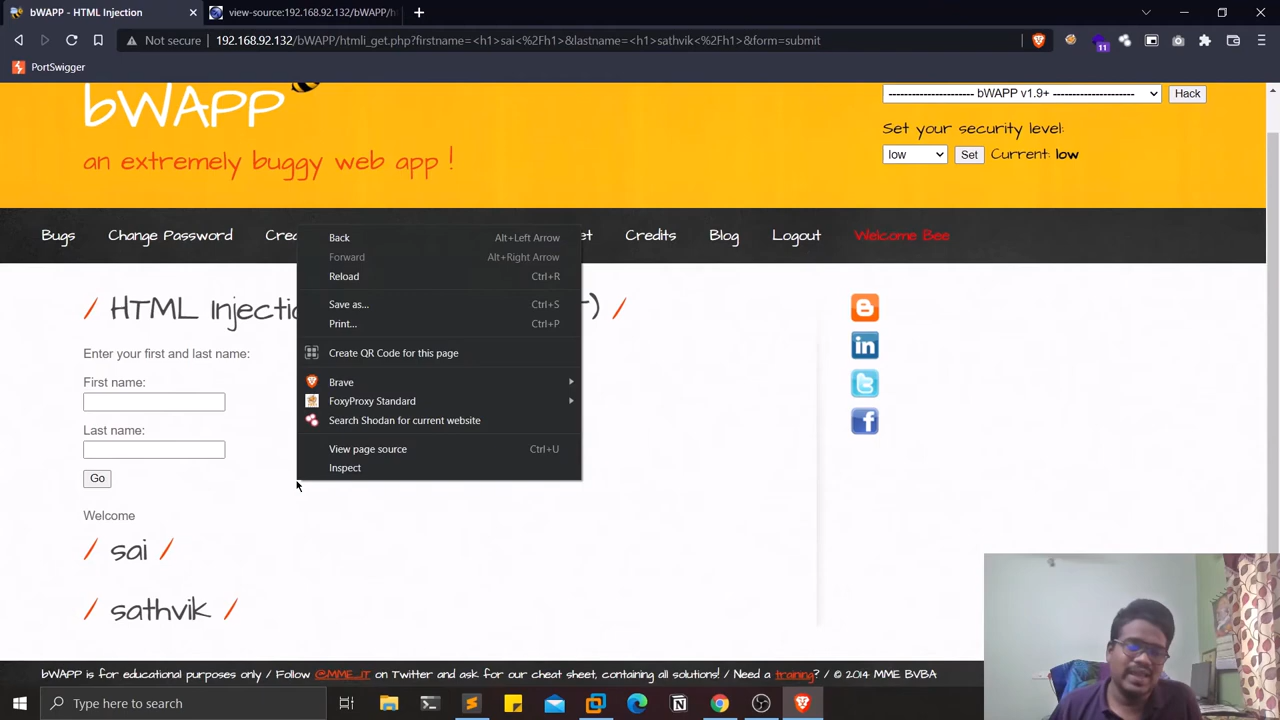 bWAPP - HTML Injection
view-source:192.168.92.132/bWAPP/h
Not secure 192.168.92.132/bWAPP/htmli_get.php?firstname=<h1>sai<%2Fh1>&lastname=<h1>sathvik<%2Fh1>&form=submit
11
PortSwigger
bWAPP
an extremely buggy web app !
---------------------- bWAPP v1.9+ ---------------------- Hack
Set your security level:
low Set Current: low
Bugs Change Password Crea et Credits Blog Logout Welcome Bee
Back Alt+Left Arrow
Forward Alt+Right Arrow
Reload Ctrl+R
Save as... Ctrl+S
Print... Ctrl+P
Create QR Code for this page
Brave
FoxyProxy Standard
Search Shodan for current website
View page source Ctrl+U
Inspect
/ HTML Injectio ) /
Enter your first and last name:
First name:
Last name:
Go
Welcome
/ sai /
/ sathvik /
bWAPP is for educational purposes only / Follow @MME_IT on Twitter and ask for our cheat sheet, containing all solutions! / Need a training? / © 2014 MME BVBA
Type here to search